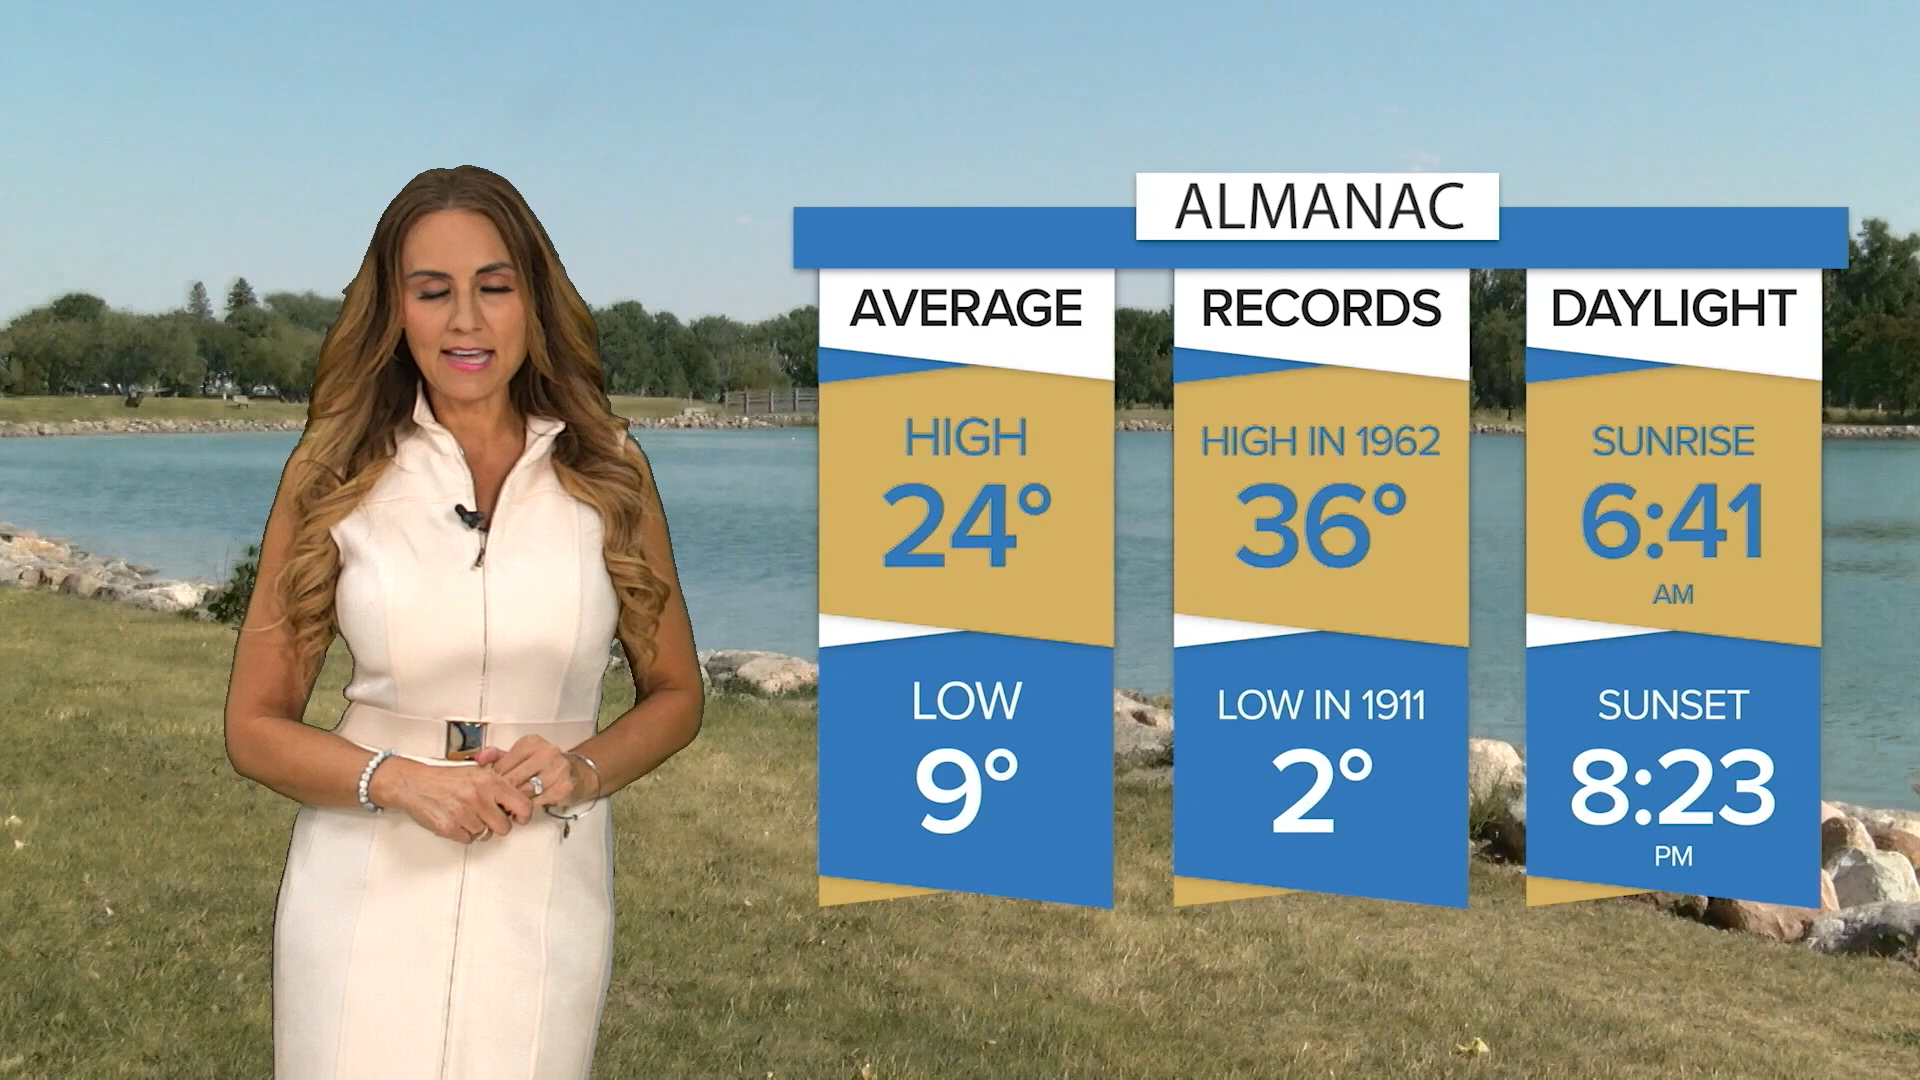 ALMANAC
AVERAGE
HIGH
24°
LOW
9°
RECORDS
HIGH IN 1962
36°
LOW IN 1911
2°
DAYLIGHT
SUNRISE
6:41
AM
SUNSET
8:23
PM